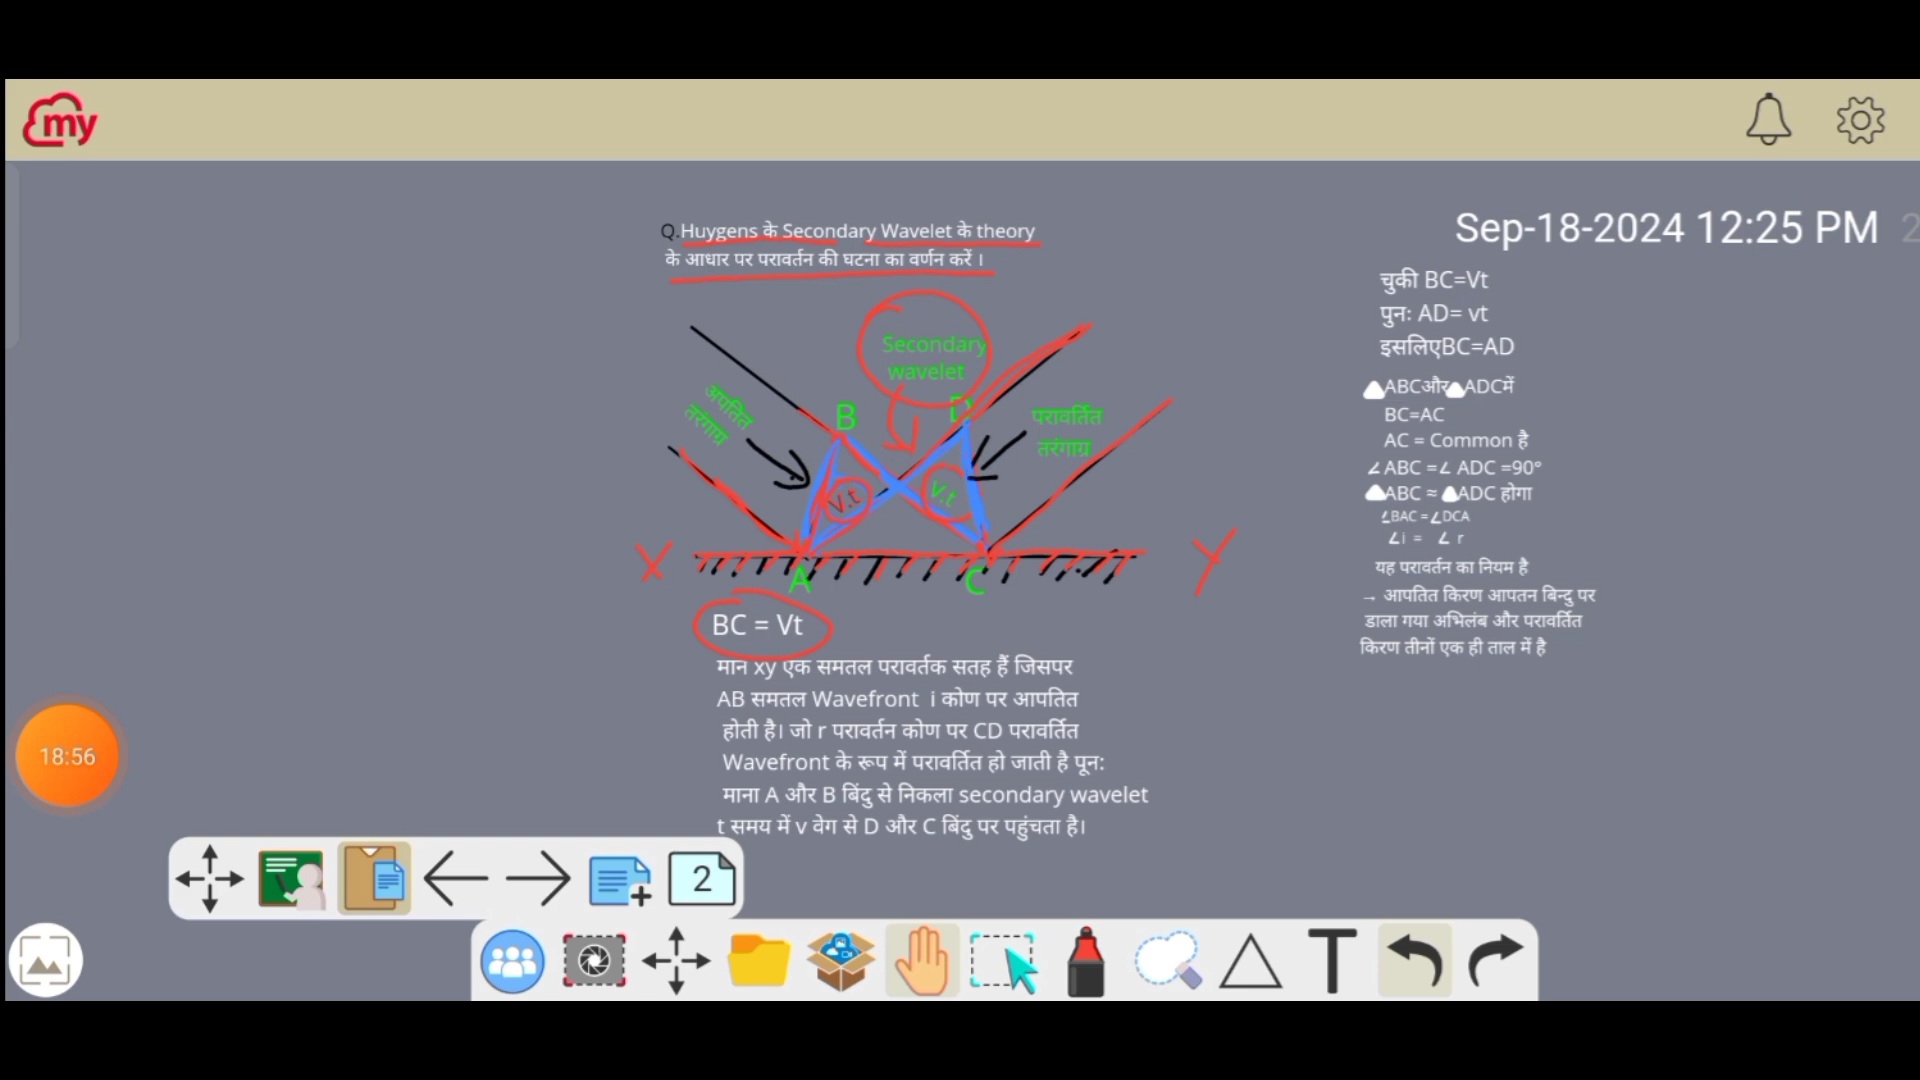 my
Sep-18-2024 12:25 PM
Q.Huygens के Secondary Wavelet के theory
के आधार पर परावर्तन की घटना का वर्णन करें ।
Secondary
wavelet
अपतित
तरंगाग्र
B
D
परावर्तित
तरंगाग्र
V.t
V.t
X
Y
A
C
BC = Vt
मान xy एक समतल परावर्तक सतह हैं जिसपर
AB समतल Wavefront i कोण पर आपतित
होती है। जो r परावर्तन कोण पर CD परावर्तित
Wavefront के रूप में परावर्तित हो जाती है पून:
माना A और B बिंदु से निकला secondary wavelet
t समय में v वेग से D और C बिंदु पर पहुंचता है।
चुकी BC=Vt
पुनः AD= vt
इसलिएBC=AD
▲ABCऔर▲ADCमें
BC=AC
AC = Common है
∠ABC =∠ ADC =90°
▲ABC ≈ ▲ADC होगा
∠BAC =∠DCA
∠i = ∠ r
यह परावर्तन का नियम है
→ आपतित किरण आपतन बिन्दु पर
डाला गया अभिलंब और परावर्तित
किरण तीनों एक ही ताल में है
18:56
2
T